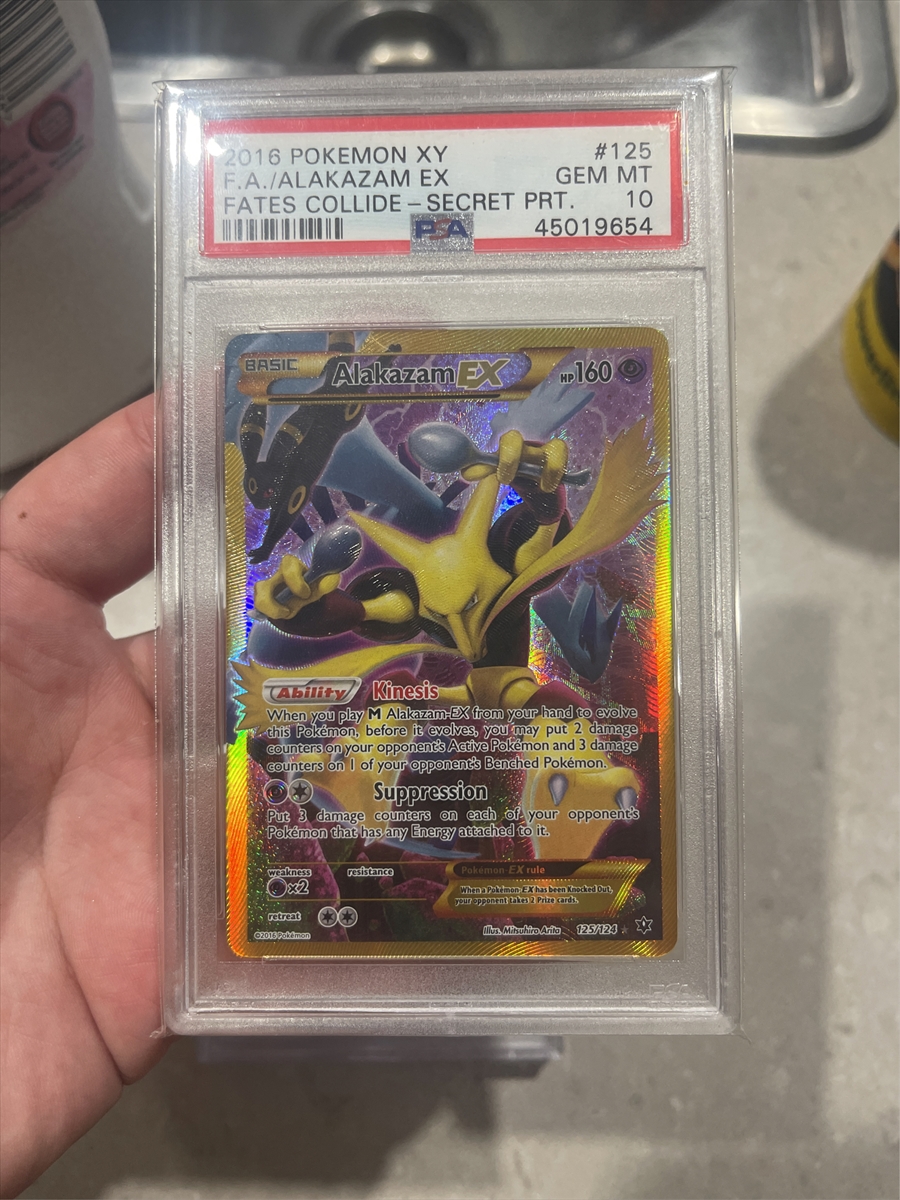 2016 POKEMON XY #125
F.A./ALAKAZAM EX GEM MT
FATES COLLIDE – SECRET PRT. 10
PSA 45019654
BASIC Alakazam EX HP 160
Ability Kinesis
When you play M Alakazam-EX from your hand to evolve
this Pokémon, before it evolves, you may put 2 damage
counters on your opponent's Active Pokémon and 3 damage
counters on 1 of your opponent's Benched Pokémon.
Suppression
Put 3 damage counters on each of your opponent's
Pokémon that has any Energy attached to it.
weakness resistance
x2
Pokémon EX rule
When a Pokémon EX has been Knocked Out,
your opponent takes 2 Prize cards.
retreat
©2016 Pokémon Illus. Mitsuhiro Arita 125/124